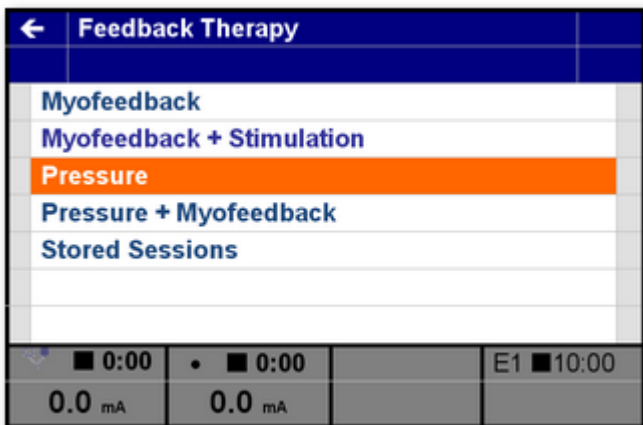 Feedback Therapy
Myofeedback
Myofeedback + Stimulation
Pressure
Pressure + Myofeedback
Stored Sessions
0:00 0:00 E1 10:00
0.0 mA 0.0 mA